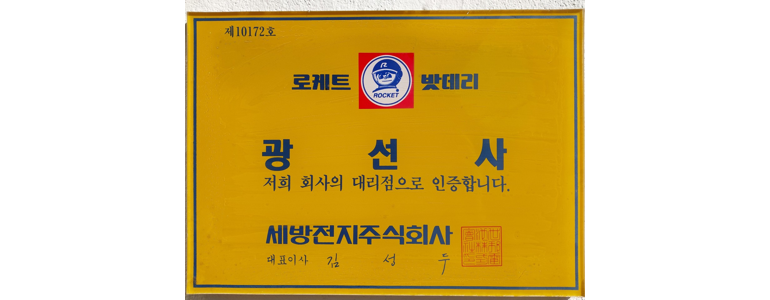 제10172호
로케트 ROCKET 밧데리
광 선 사
저희 회사의 대리점으로 인증합니다.
세방전지주식회사
대표이사 김 성 두